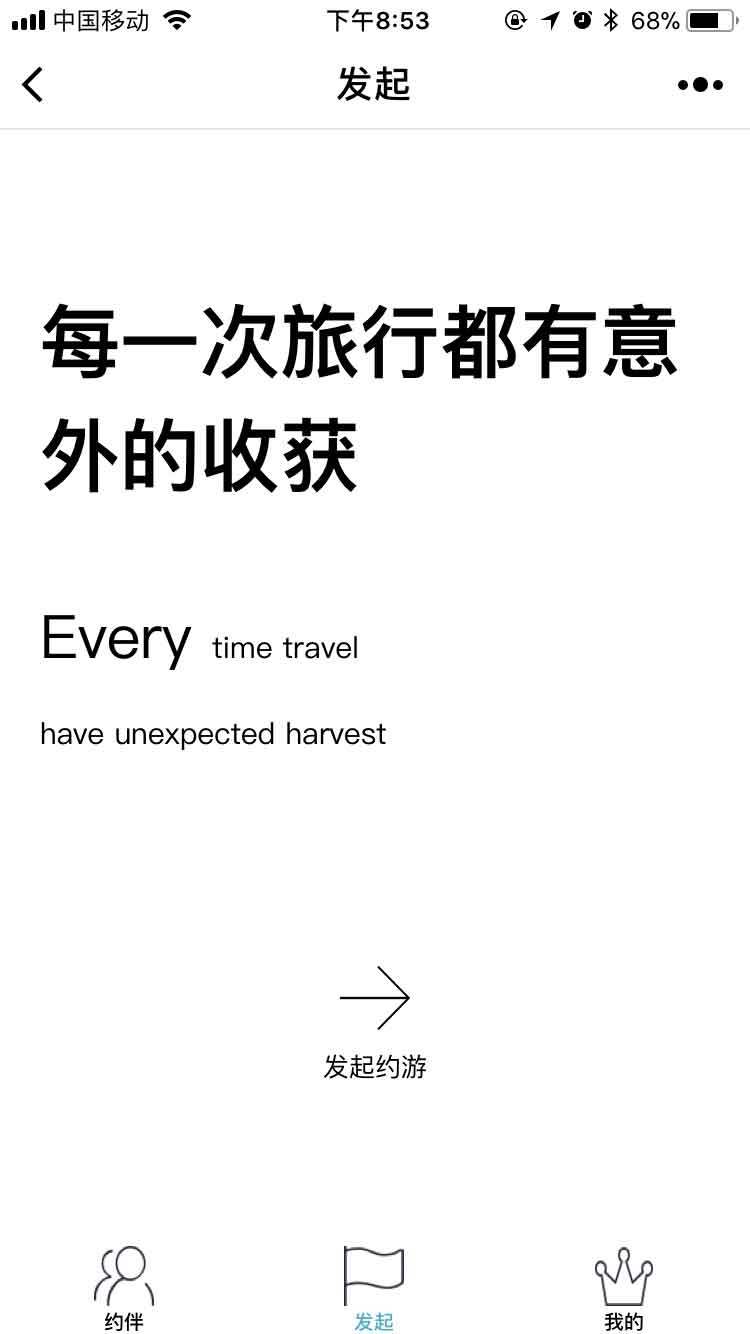 中国移动 下午8:53 68%
发起
每一次旅行都有意
外的收获
Every time travel
have unexpected harvest
发起约游
约伴 发起 我的